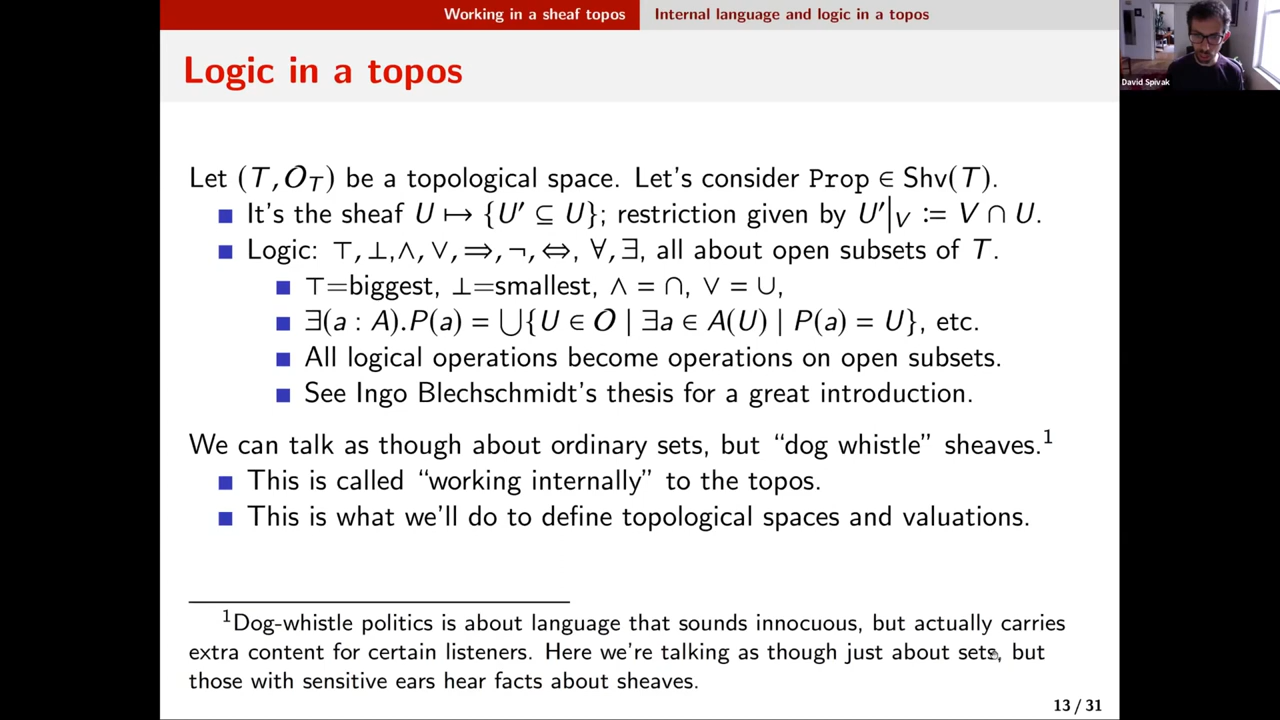 Working in a sheaf topos Internal language and logic in a topos
Logic in a topos
David Spivak
Let (T, 𝒪_T) be a topological space. Let's consider Prop ∈ Shv(T).
■ It's the sheaf U ↦ {U′ ⊆ U}; restriction given by U′|_V := V ∩ U.
■ Logic: ⊤, ⊥,∧, ∨, ⇒, ¬, ⇔, ∀, ∃, all about open subsets of T.
■ ⊤=biggest, ⊥=smallest, ∧ = ∩, ∨ = ∪,
■ ∃(a : A).P(a) = ⋃{U ∈ 𝒪 | ∃a ∈ A(U) | P(a) = U}, etc.
■ All logical operations become operations on open subsets.
■ See Ingo Blechschmidt's thesis for a great introduction.
We can talk as though about ordinary sets, but “dog whistle” sheaves.¹
■ This is called “working internally” to the topos.
■ This is what we'll do to define topological spaces and valuations.
¹Dog-whistle politics is about language that sounds innocuous, but actually carries
extra content for certain listeners. Here we're talking as though just about sets, but
those with sensitive ears hear facts about sheaves.
13 / 31